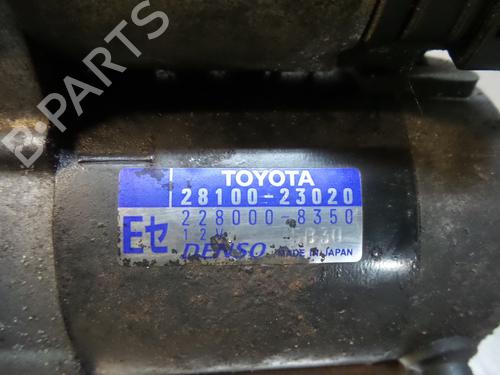 B-PARTS
TOYOTA
28100-23020
228000-8350
Eセ
12V
DENSO MADE IN JAPAN